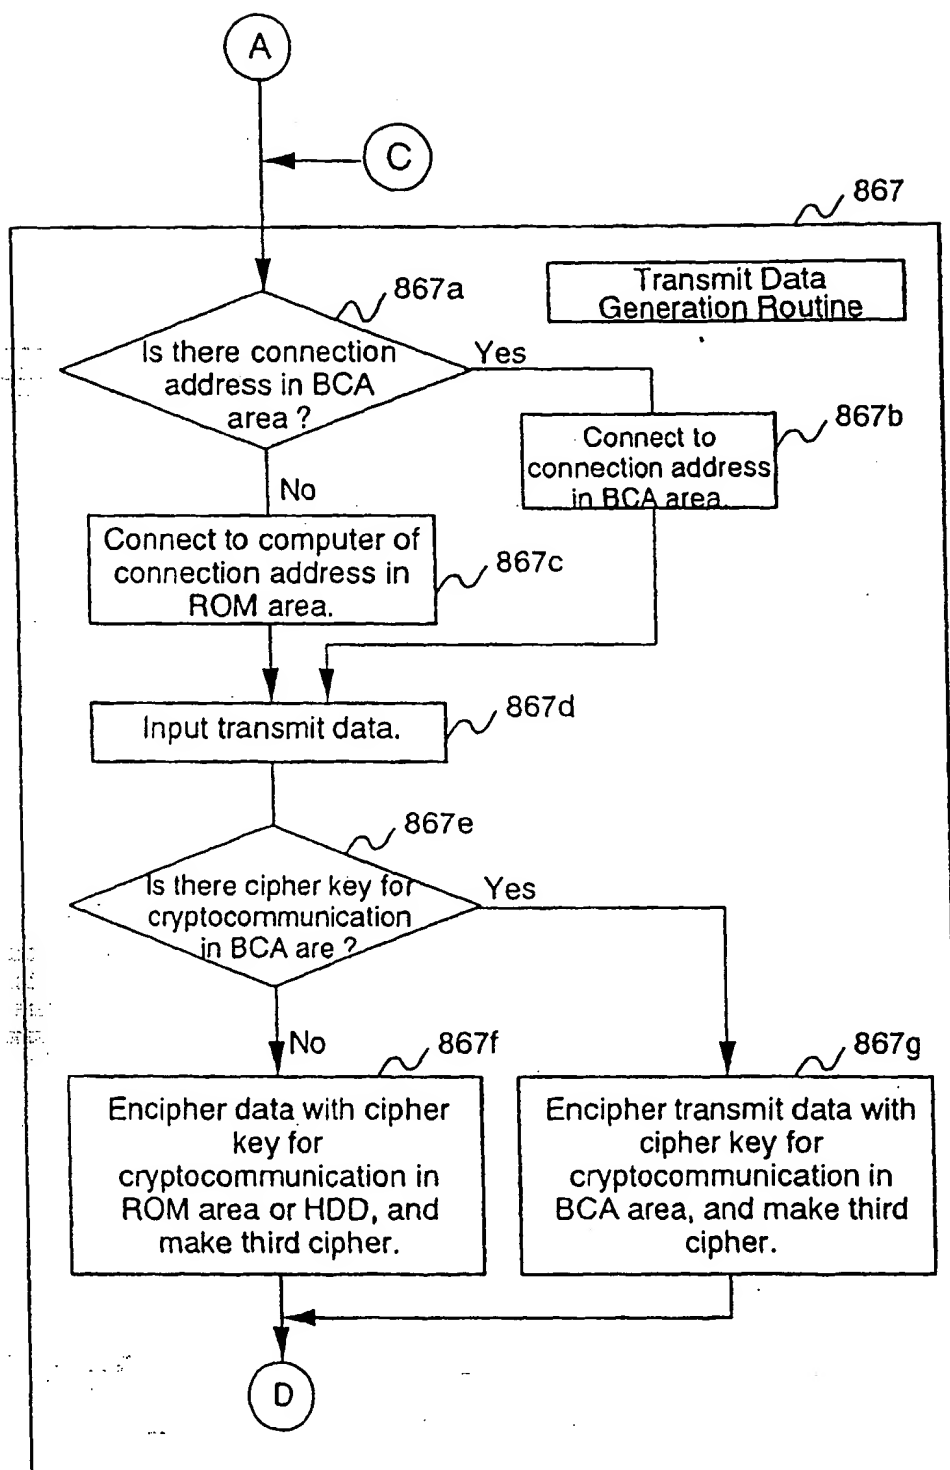 A
C
867
Transmit Data
Generation Routine
867a
Is there connection
address in BCA
area ?
Yes
867b
Connect to
connection address
in BCA area.
No
Connect to computer of
connection address in
ROM area.
867c
Input transmit data.
867d
867e
Is there cipher key for
cryptocommunication
in BCA are ?
Yes
No
867f
Encipher data with cipher
key for
cryptocommunication in
ROM area or HDD, and
make third cipher.
867g
Encipher transmit data with
cipher key for
cryptocommunication in
BCA area, and make third
cipher.
D